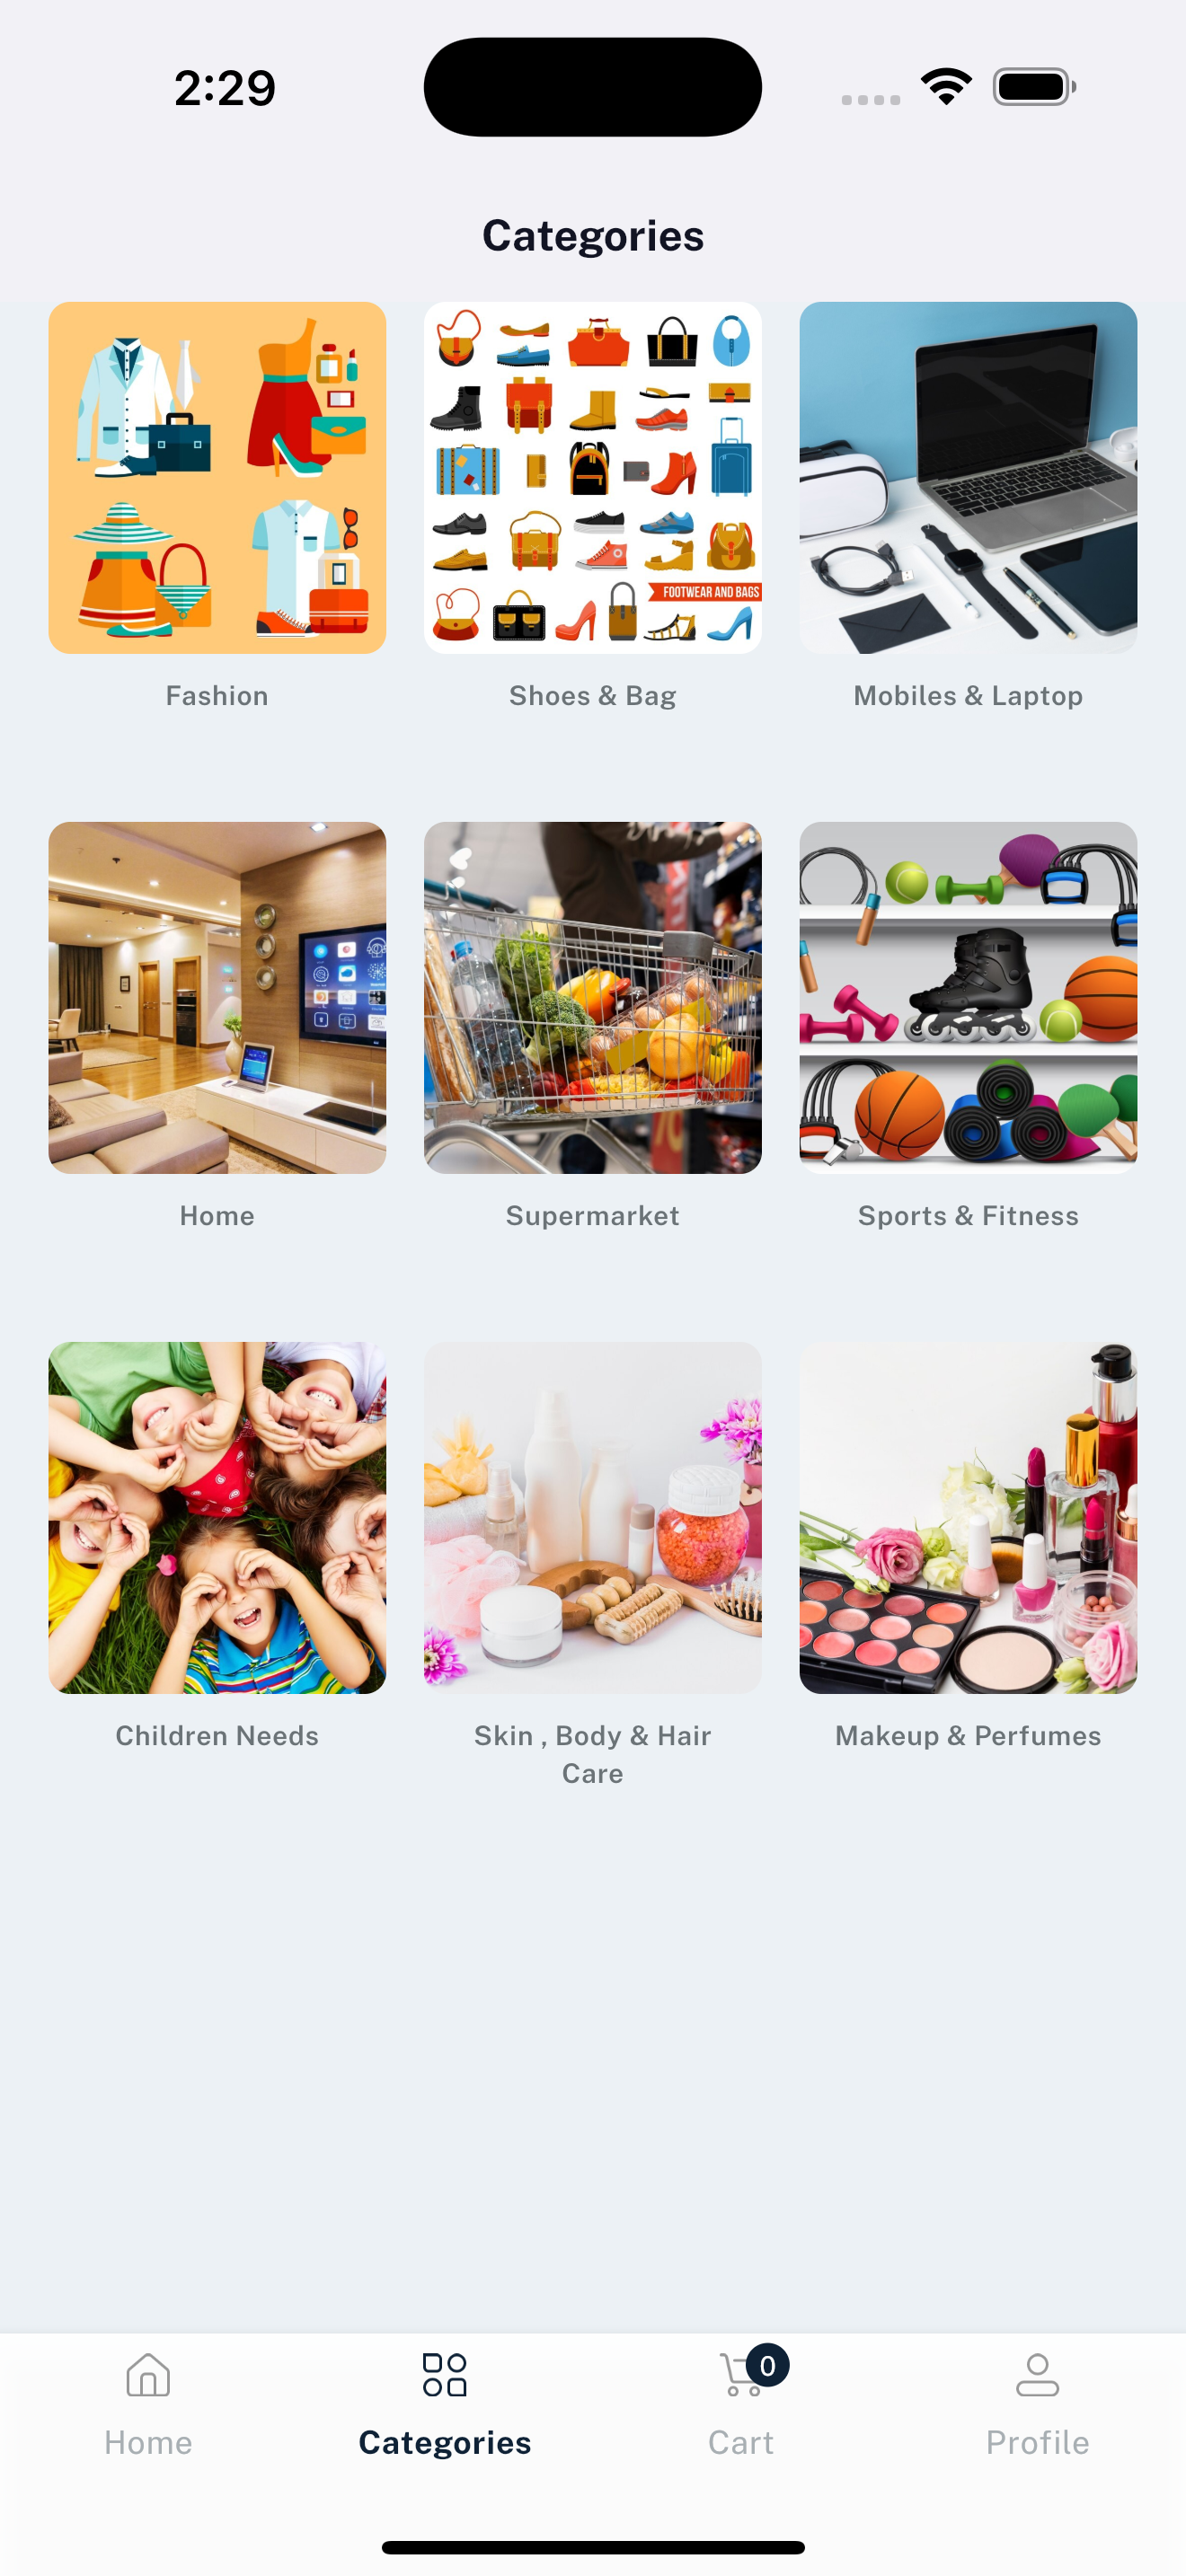 2:29
Categories
FOOTWEAR AND BAGS
Fashion
Shoes & Bag
Mobiles & Laptop
Home
Supermarket
Sports & Fitness
Children Needs
Skin , Body & Hair
Care
Makeup & Perfumes
0
Home
Categories
Cart
Profile